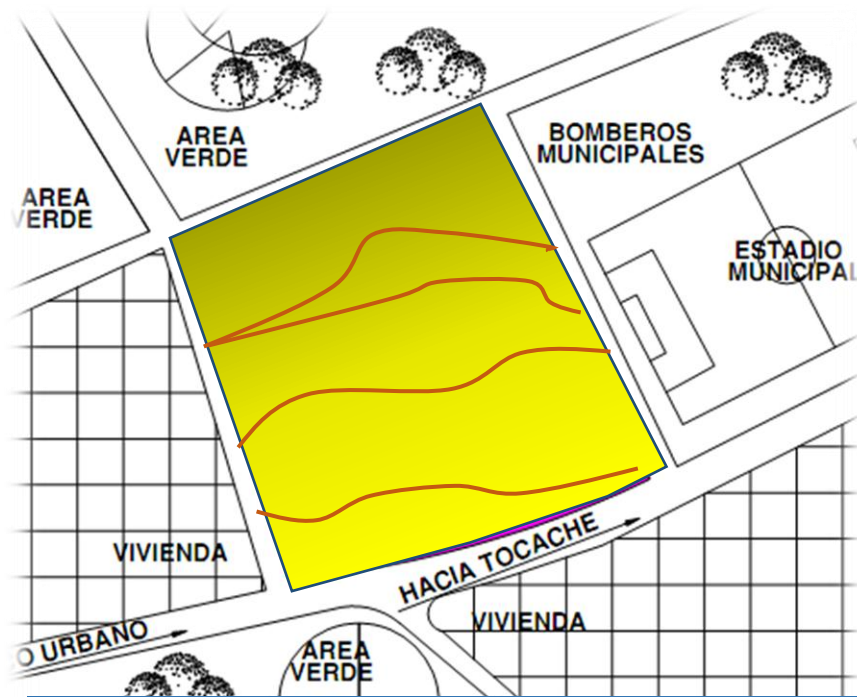 AREA
VERDE
AREA
VERDE
BOMBEROS
MUNICIPALES
ESTADIO
MUNICIPAL
VIVIENDA
HACIA TOCACHE
O URBANO
VIVIENDA
AREA
VERDE